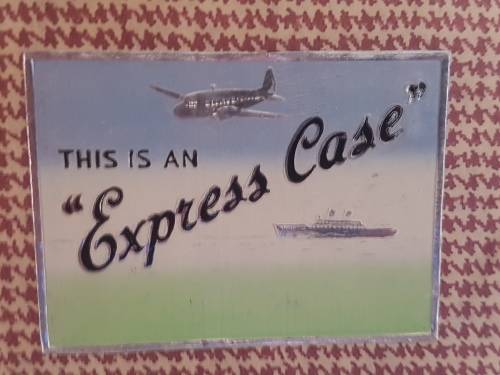 THIS IS AN
"Express Case"